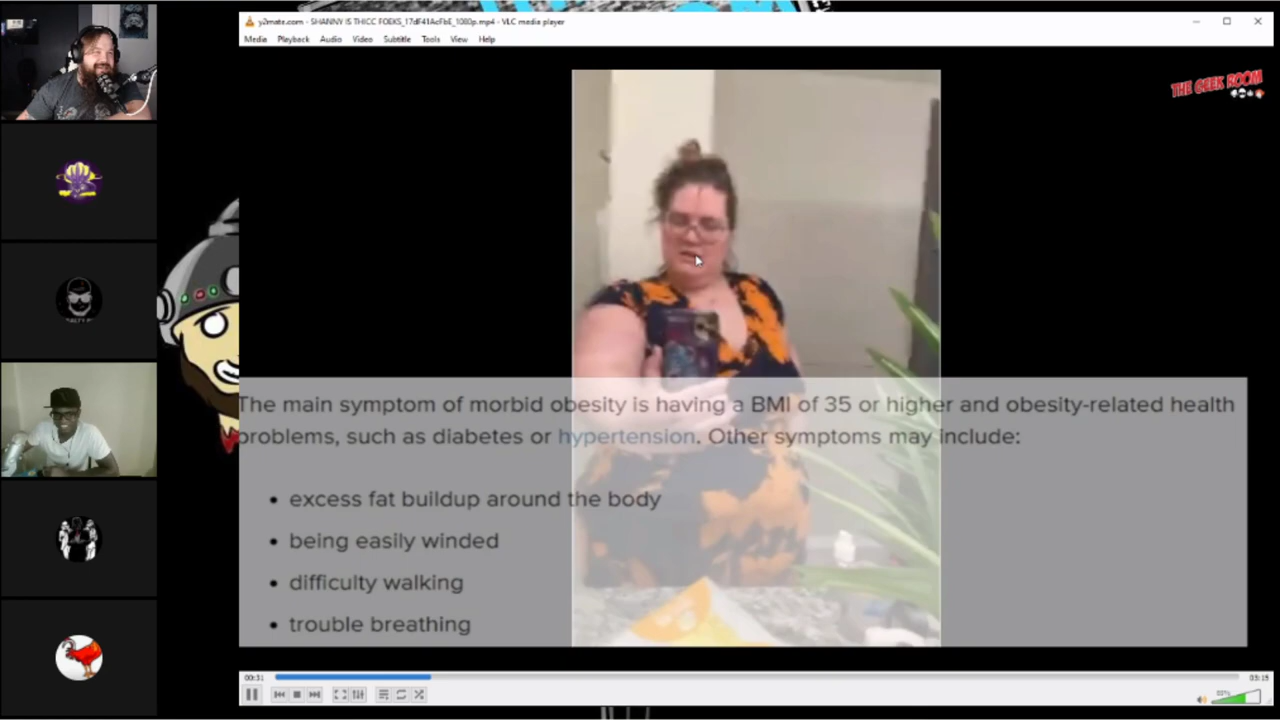 y2mate.com - SHANNY IS THICC FOEKS_17dF41AcFbE_1080p.mp4 - VLC media player
Media Playback Audio Video Subtitle Tools View Help
THE GEEK ROOM
The main symptom of morbid obesity is having a BMI of 35 or higher and obesity-related health
problems, such as diabetes or hypertension. Other symptoms may include:
• excess fat buildup around the body
• being easily winded
• difficulty walking
• trouble breathing
00:31
03:15